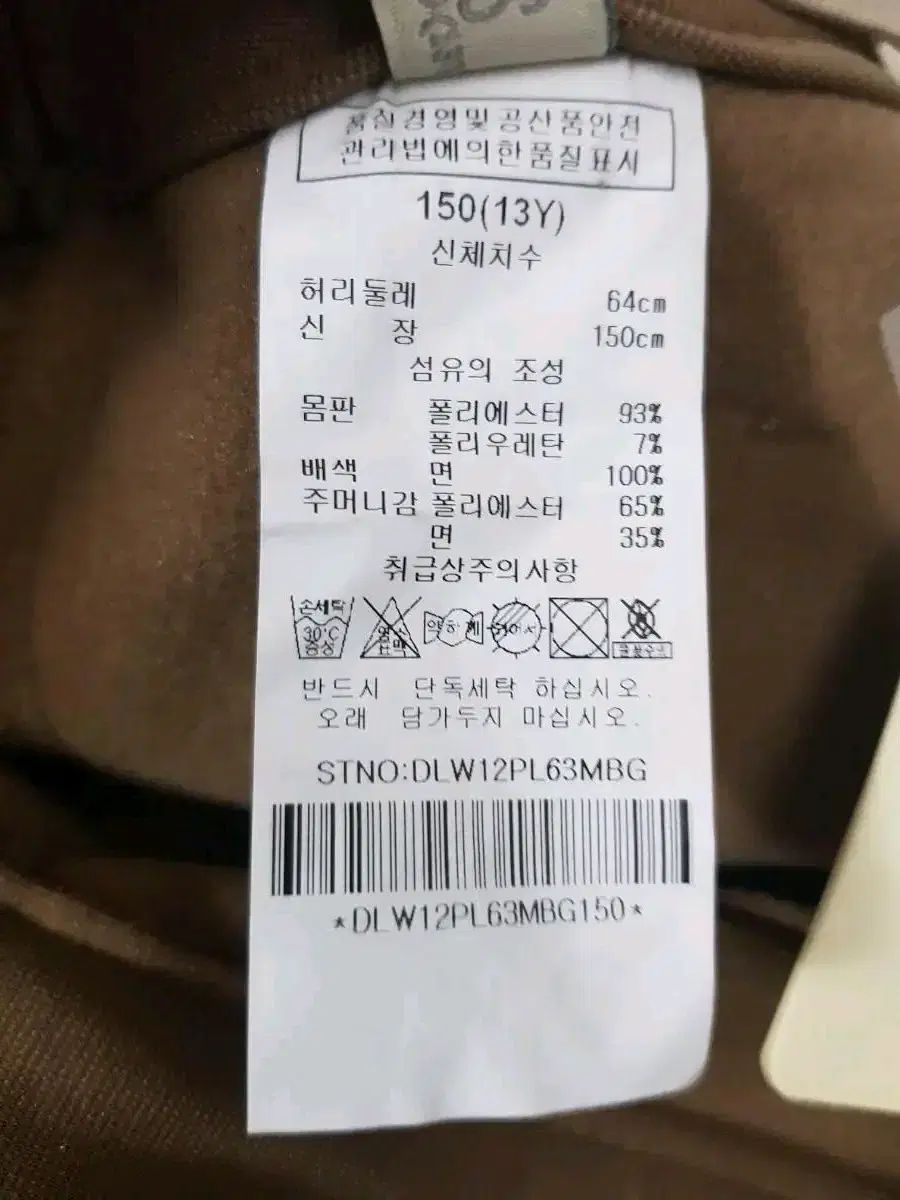 품질경영및 공산품안전
관리법에의한품질표시
150(13Y)
신체치수
허리둘레 64cm
신 장 150cm
섬유의 조성
몸판 폴리에스터 93%
폴리우레탄 7%
배색 면 100%
주머니감 폴리에스터 65%
면 35%
취급상주의사항
손세탁
30℃
중성
약하게
반드시 단독세탁 하십시오.
오래 담가두지 마십시오.
STNO:DLW12PL63MBG
*DLW12PL63MBG150*